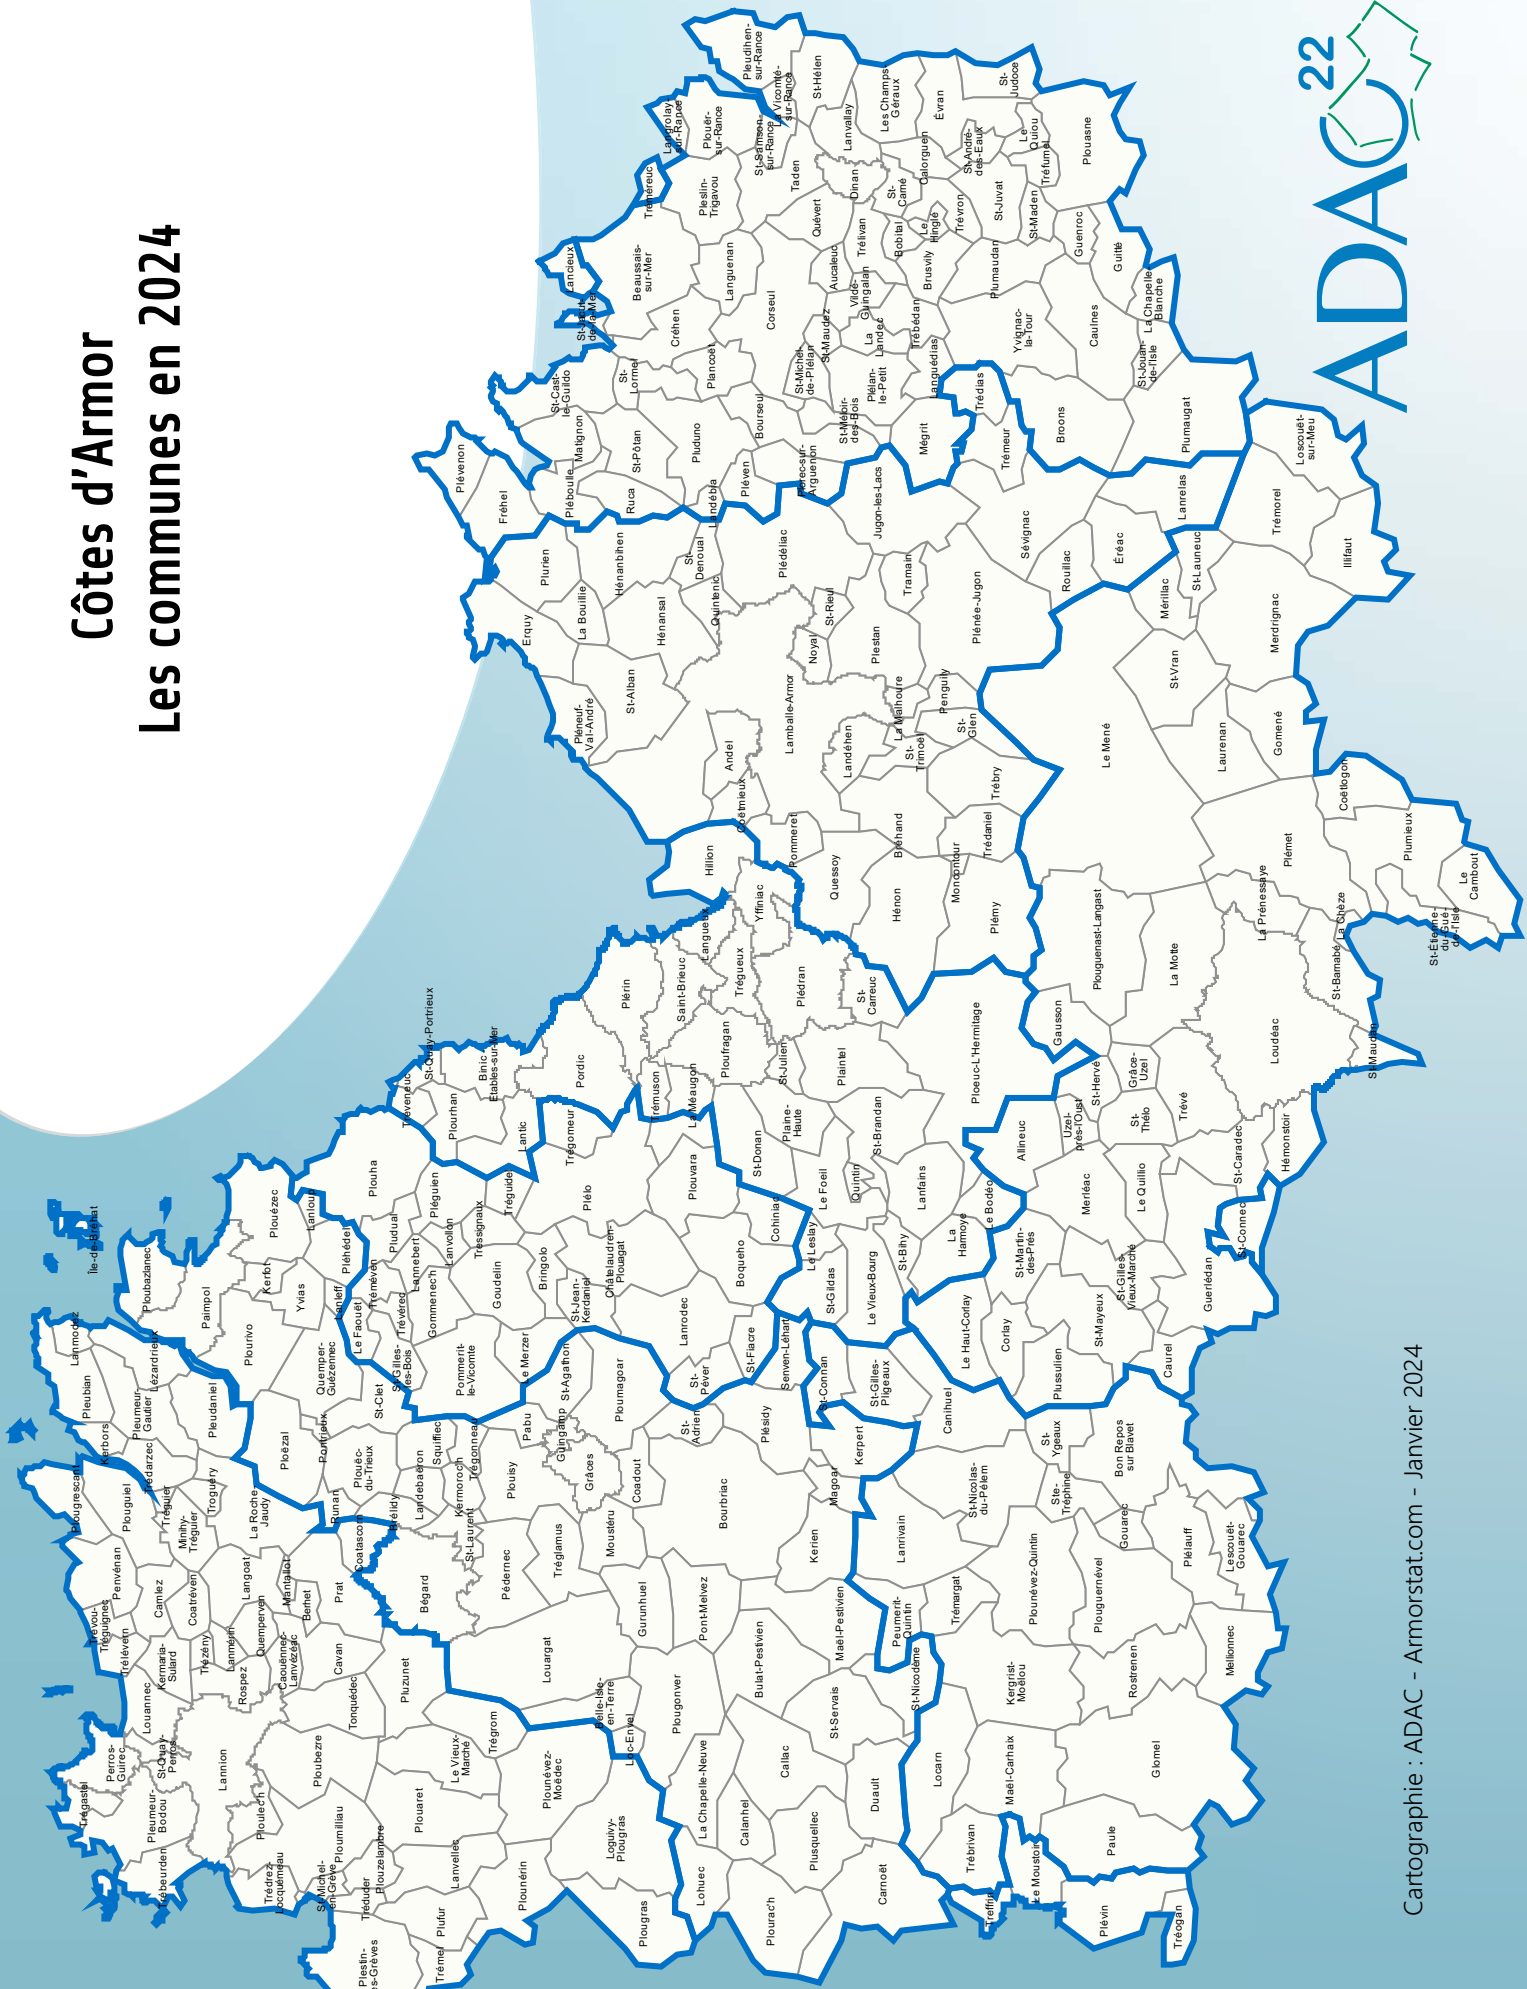 Côtes d'Armor
Les communes en 2024
Île-de-Bréhat
Lanmodez
Pleubian
Ploubazlanec
Kerbors
Pleumeur-
Gautier
Lézardrieux
Paimpol
Plouézec
Kerfot
Yvias
Lanloup
Plourivo
Pleudaniel
Trédarzec
Plougrescant
Plouguiel
Tréguier
Minihy-
Tréguier
Troguéry
La Roche
Jaudy
Penvénan
Camlez
Coatréven
Langoat
Mantallot
Berhet
Prat
Trévou-
Tréguignec
Trélévern
Kermaria-
Sulard
Trézény
Lanmérin
Quemperven
Caouënnec-
Lanvézéac
Cavan
Louannec
Rospez
Tonquédec
Pluzunet
Perros-
Guirec
St-Quay-
Perros
Lannion
Ploubezre
Trégastel
Pleumeur-
Bodou
Trébeurden
Ploulec'h
Ploumilliau
Trédrez-
Locquémeau
St-Michel-
en-Grève
Tréduder
Plouzélambre
Plouaret
Le Vieux-
Marché
Trégrom
Lanvellec
Plufur
Plestin-
es-Grèves
Trémel
Plounérin
Plounévez-
Moëdec
Loguivy-
Plougras
Plougras
Belle-Isle-
en-Terre
Loc-Envel
Louargat
Bégard
Coatascorn
Runan
Brélidy
Ploëzal
Pontrieux
Plouëc-
du-Trieux
Quemper-
Guézennec
St-Clet
Landebaëron
Squiffiec
Kermoroc'h
Trégonneau
St-Laurent
Pédernec
Plouisy
Pabu
Guingamp
Grâces
St-Agathon
Ploumagoar
Coadout
Moustéru
Tréglamus
Gurunhuel
Pont-Melvez
Bourbriac
St-Adrien
Plésidy
Magoar
Kerien
Kerpert
Maël-Pestivien
Bulat-Pestivien
Plougonver
La Chapelle-Neuve
Calanhel
Callac
St-Servais
St-Nicodème
Duault
Plusquellec
Lohuec
Plourac'h
Carnoët
Plouha
Pléhédel
Lanleff
Le Faouët
Tréméven
Pludual
Pléguien
Lannebert
Lanvollon
Tressignaux
Tréguidel
Trévérec
Gommenec'h
St-Gilles-
les-Bois
Pommerit-
le-Vicomte
Goudelin
Bringolo
Le Merzer
St-Jean-
Kerdaniel
Châtelaudren-
Plouagat
Plélo
Trégomeur
Plouvara
Cohiniac
Boquého
Lanrodec
St-Fiacre
St-Péver
Senven-Léhart
Tréveneuc
St-Quay-Portrieux
Binic
Etables-sur-Mer
Plourhan
Lantic
Pordic
Plérin
Saint-Brieuc
Langueux
Trégueux
Yffiniac
Hillion
Plédran
Ploufragan
La Méaugon
Trémuson
St-Julien
Plaine-
Haute
St-Donan
Plaintel
St-Carreuc
St-Brandan
Quintin
Le Foeil
Le Leslay
St-Gildas
Le Vieux-Bourg
St-Bihy
Lanfains
La
Harmoye
Le Bodéo
Ploeuc-L'Hermitage
St-Connan
St-Gilles-
Pligeaux
Canihuel
Le Haut-Corlay
Corlay
St-Martin-
des-Prés
Plussulien
St-Mayeux
St-Gilles-
Vieux-Marché
Caurel
Guerlédan
St-Connec
Merléac
Le Quillio
Allineuc
Uzel-
près-l'Oust
St-Hervé
Grâce-
Uzel
St-
Thélo
Trévé
St-Caradec
Hémonstoir
Loudéac
St-Maudan
St-Barnabé
La Chèze
La Prénessaye
La Motte
Gausson
Plouguenast-Langast
Plémet
Plumieux
Le
Cambout
St-Étienne-
du-Gué-
de-l'Isle
Coëtlogon
Laurenan
Gomené
Le Mené
St-Vran
Mérillac
St-Launeuc
Merdrignac
Illifaut
Trémorel
Loscouët-
sur-Meu
Lanrivain
Peumerit-
Quintin
Trémargat
St-Nicolas-
du-Pélem
Ste-
Tréphine
St-
Ygeaux
Bon Repos
sur Blavet
Gouarec
Plélauff
Lescouët-
Gouarec
Plounévez-Quintin
Plouguernével
Mellionnec
Rostrenen
Kergrist-
Moëlou
Glomel
Maël-Carhaix
Locarn
Trébrivan
Treffrin
Le Moustoir
Paule
Plévin
Tréogan
Plévenon
Fréhel
Plurien
Erquy
La Bouillie
Hénanbihen
Hénansal
St-Alban
Pléneuf-
Val-André
St-
Denoual
Quintenic
Plédéliac
Lamballe-Armor
Andel
Coëtmieux
Pommeret
Quessoy
Landéhen
Noyal
St-Rieul
Plestan
Tramain
Jugon-les-Lacs
Plénée-Jugon
Sévignac
Rouillac
Éréac
Lanrelas
La Malhoure
Penguily
St-
Glen
St-
Trimoël
Bréhand
Trébry
Moncontour
Trédaniel
Hénon
Plémy
St-Cast-
le-Guildo
Matignon
Pléboulle
Ruca
St-Pôtan
Pluduno
Landébia
Pléven
St-
Lormel
Créhen
Plancoët
Bourseul
Plorec-sur-
Arguenon
St-Jacut-
de-la-Mer
Lancieux
Beaussais-
sur-Mer
Tréméreuc
Langrolay-
sur-Rance
Plouër-
sur-Rance
Pleslin-
Trigavou
Languenan
Corseul
St-Samson-
sur-Rance
Taden
Quévert
Dinan
Lanvallay
La Vicomté-
sur-Rance
Pleudihen-
sur-Rance
St-Hélen
Les Champs-
Géraux
Évran
St-
Judoce
St-André-
des-Eaux
Le
Quiou
Tréfumel
Plouasne
Calorguen
St-
Carné
Trélivan
Bobital
Le
Hinglé
Trévron
St-Juvat
St-Maden
Guenroc
Guitté
Aucaleuc
Vildé-
Guingalan
Brusvily
Plumaudan
Caulnes
La Chapelle
Blanche
St-Jouan-
de-l'Isle
St-Michel-
de-Plélan
St-Maudez
La
Landec
Trébédan
Languédias
Plélan-
le-Petit
St-Méloir-
des-Bois
Mégrit
Trédias
Trémeur
Yvignac-
la-Tour
Broons
Plumaugat
ADAC 22
Cartographie : ADAC - Armorstat.com - Janvier 2024